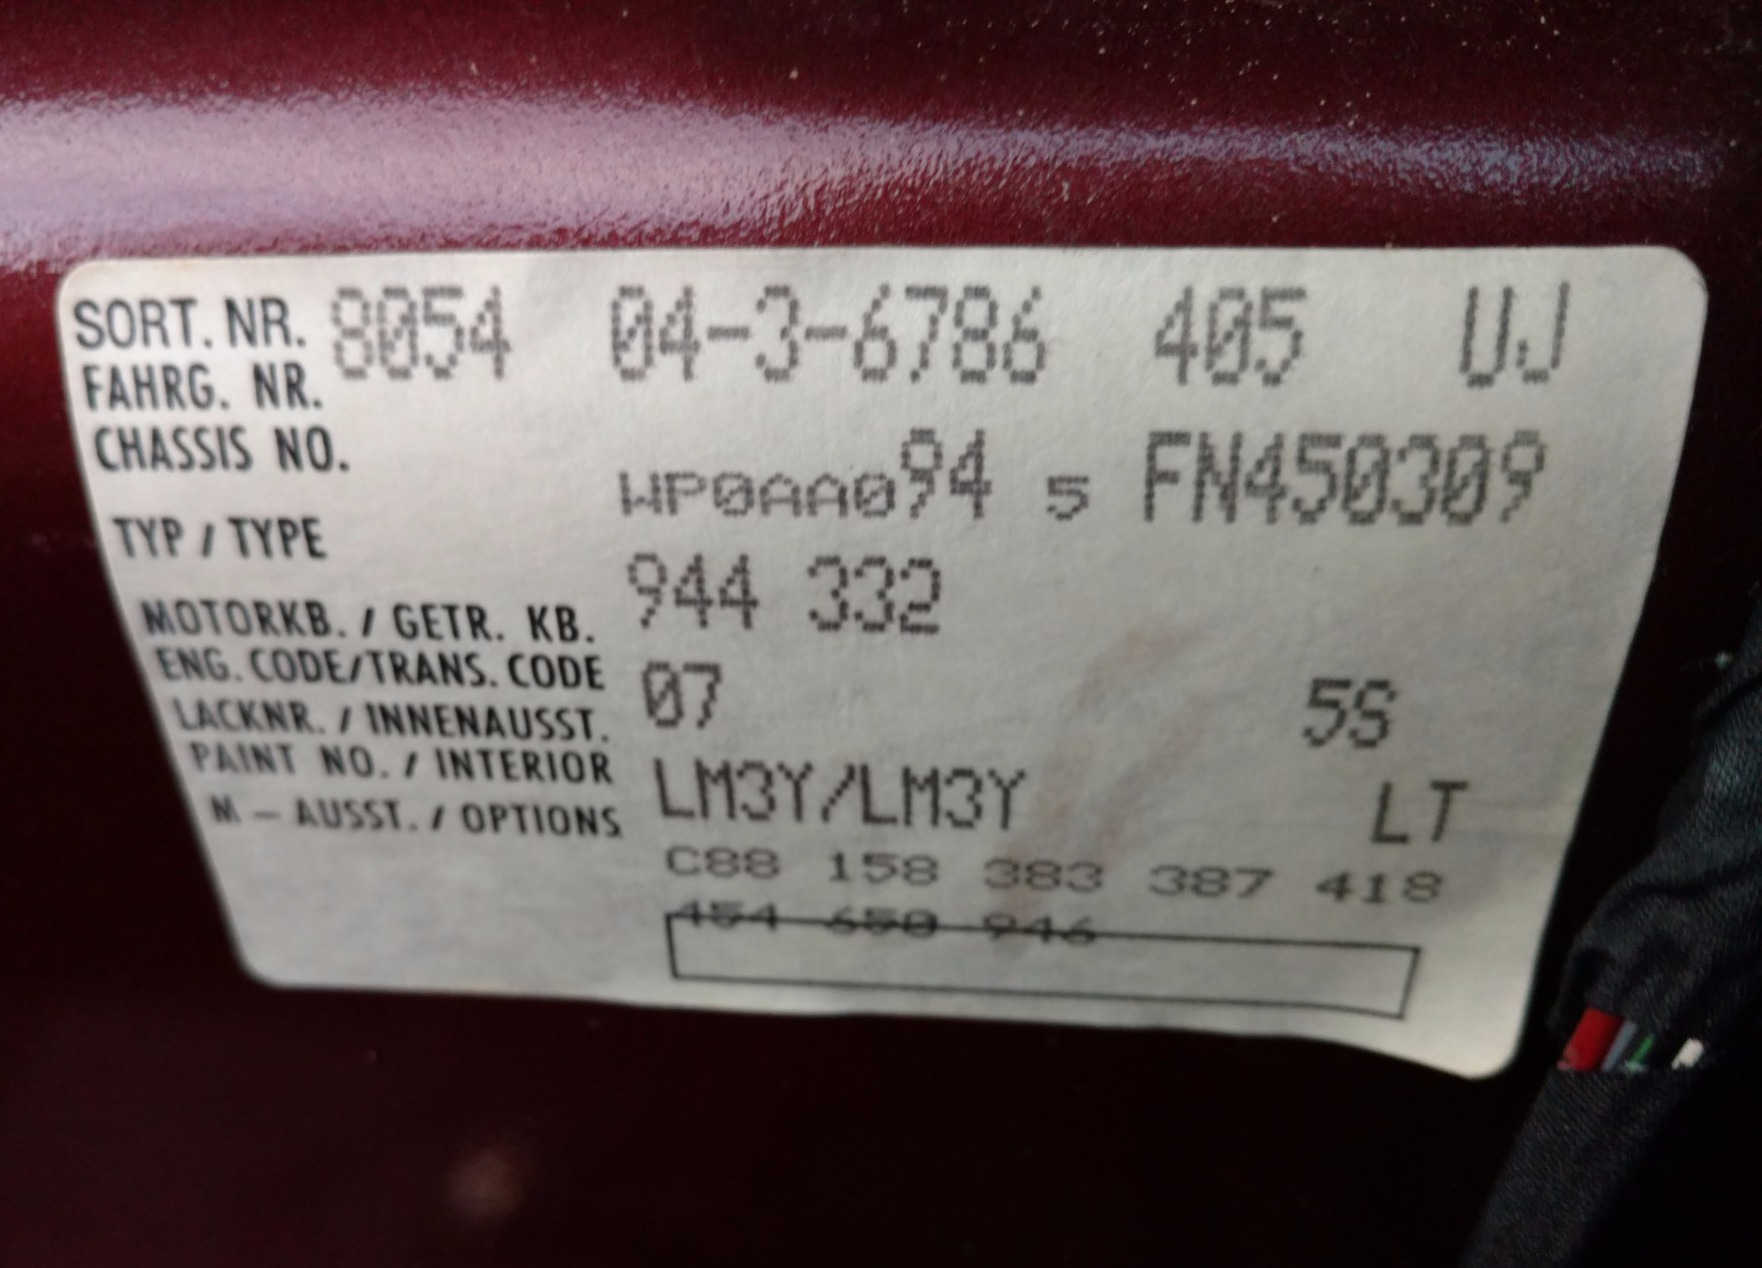 SORT. NR. 8054 04-3-6786 405 UJ
FAHRG. NR.
CHASSIS NO. WP0AA094 5 FN450309
TYP / TYPE 944 332
MOTORKB. / GETR. KB.
ENG. CODE/TRANS. CODE 07 5S
LACKNR. / INNENAUSST.
PAINT NO. / INTERIOR LM3Y/LM3Y LT
M - AUSST. / OPTIONS C88 158 383 387 418
454 650 946